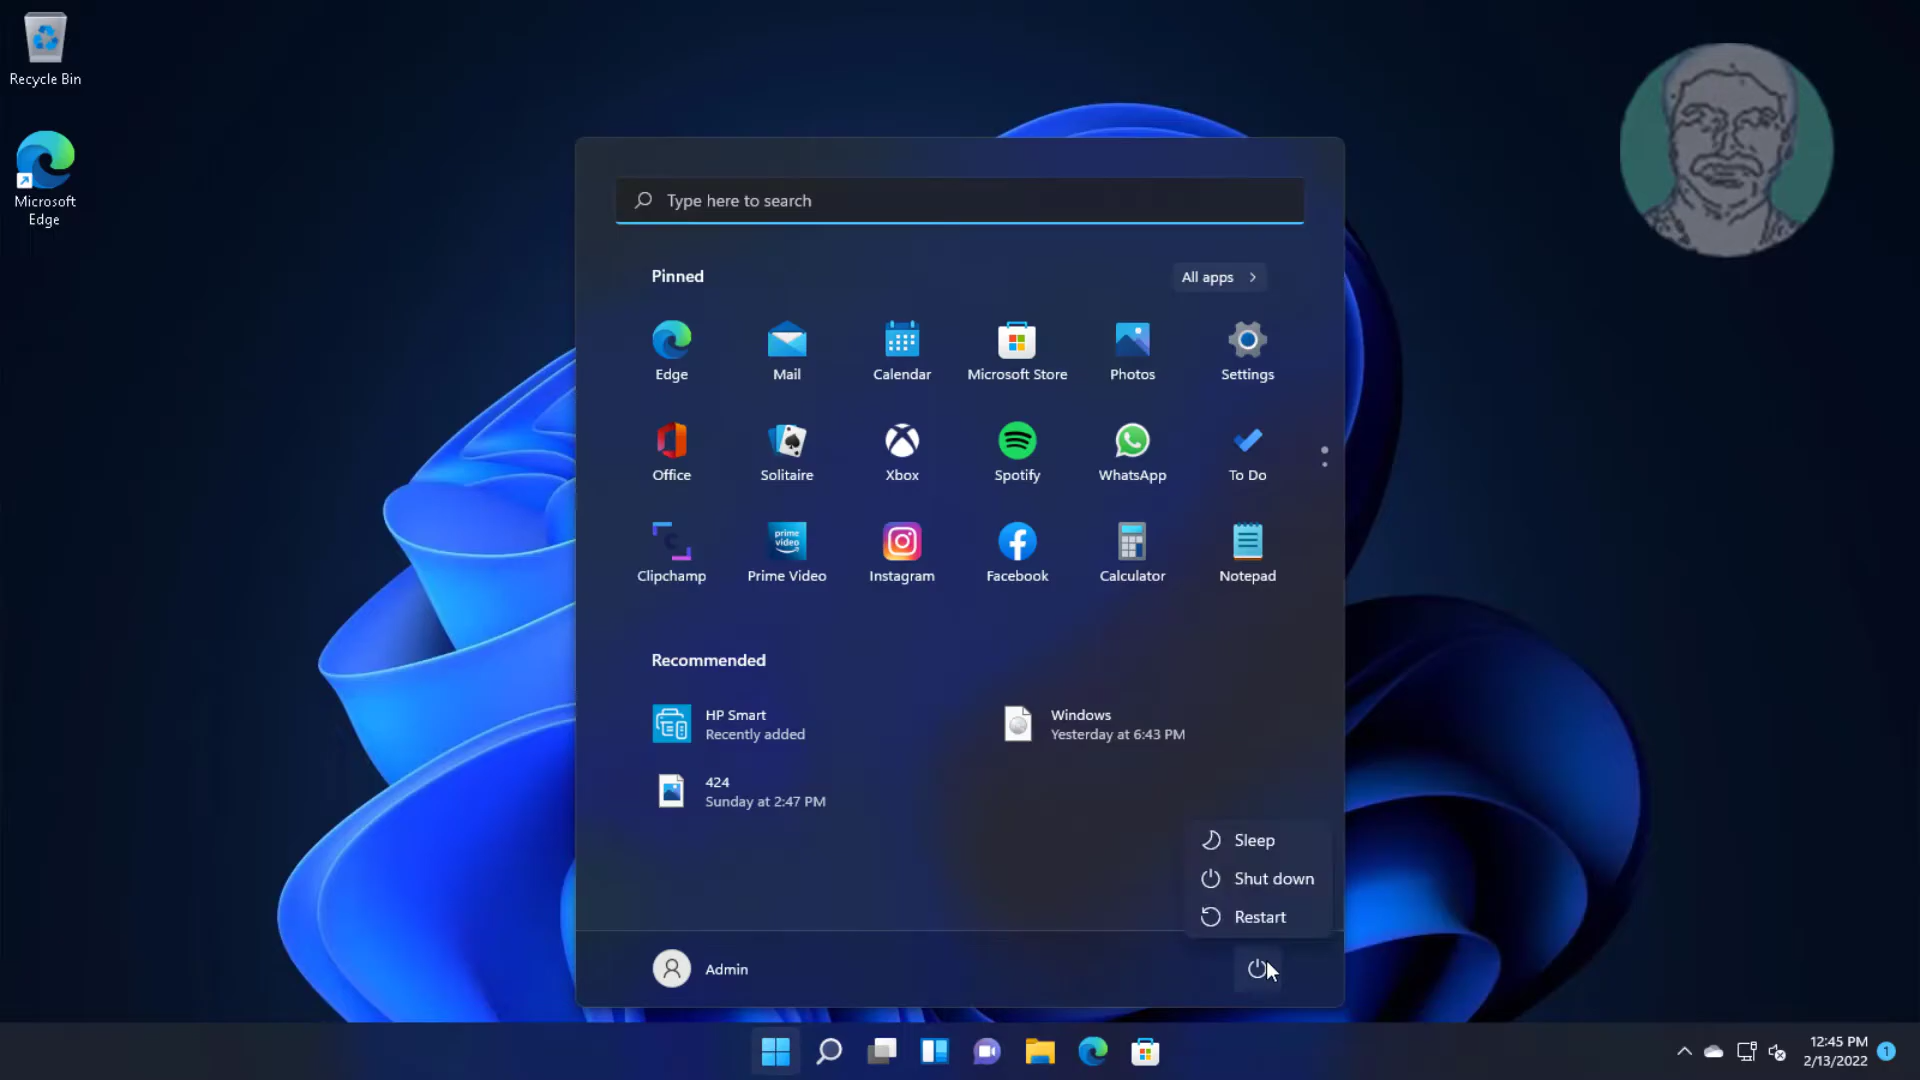 Recycle Bin
Microsoft
Edge
Type here to search
Pinned
All apps
Edge
Mail
Calendar
Microsoft Store
Photos
Settings
Office
Solitaire
Xbox
Spotify
WhatsApp
To Do
prime
video
Clipchamp
Prime Video
Instagram
Facebook
Calculator
Notepad
Recommended
HP Smart
Recently added
Windows
Yesterday at 6:43 PM
424
Sunday at 2:47 PM
Sleep
Shut down
Restart
Admin
12:45 PM
2/13/2022
1